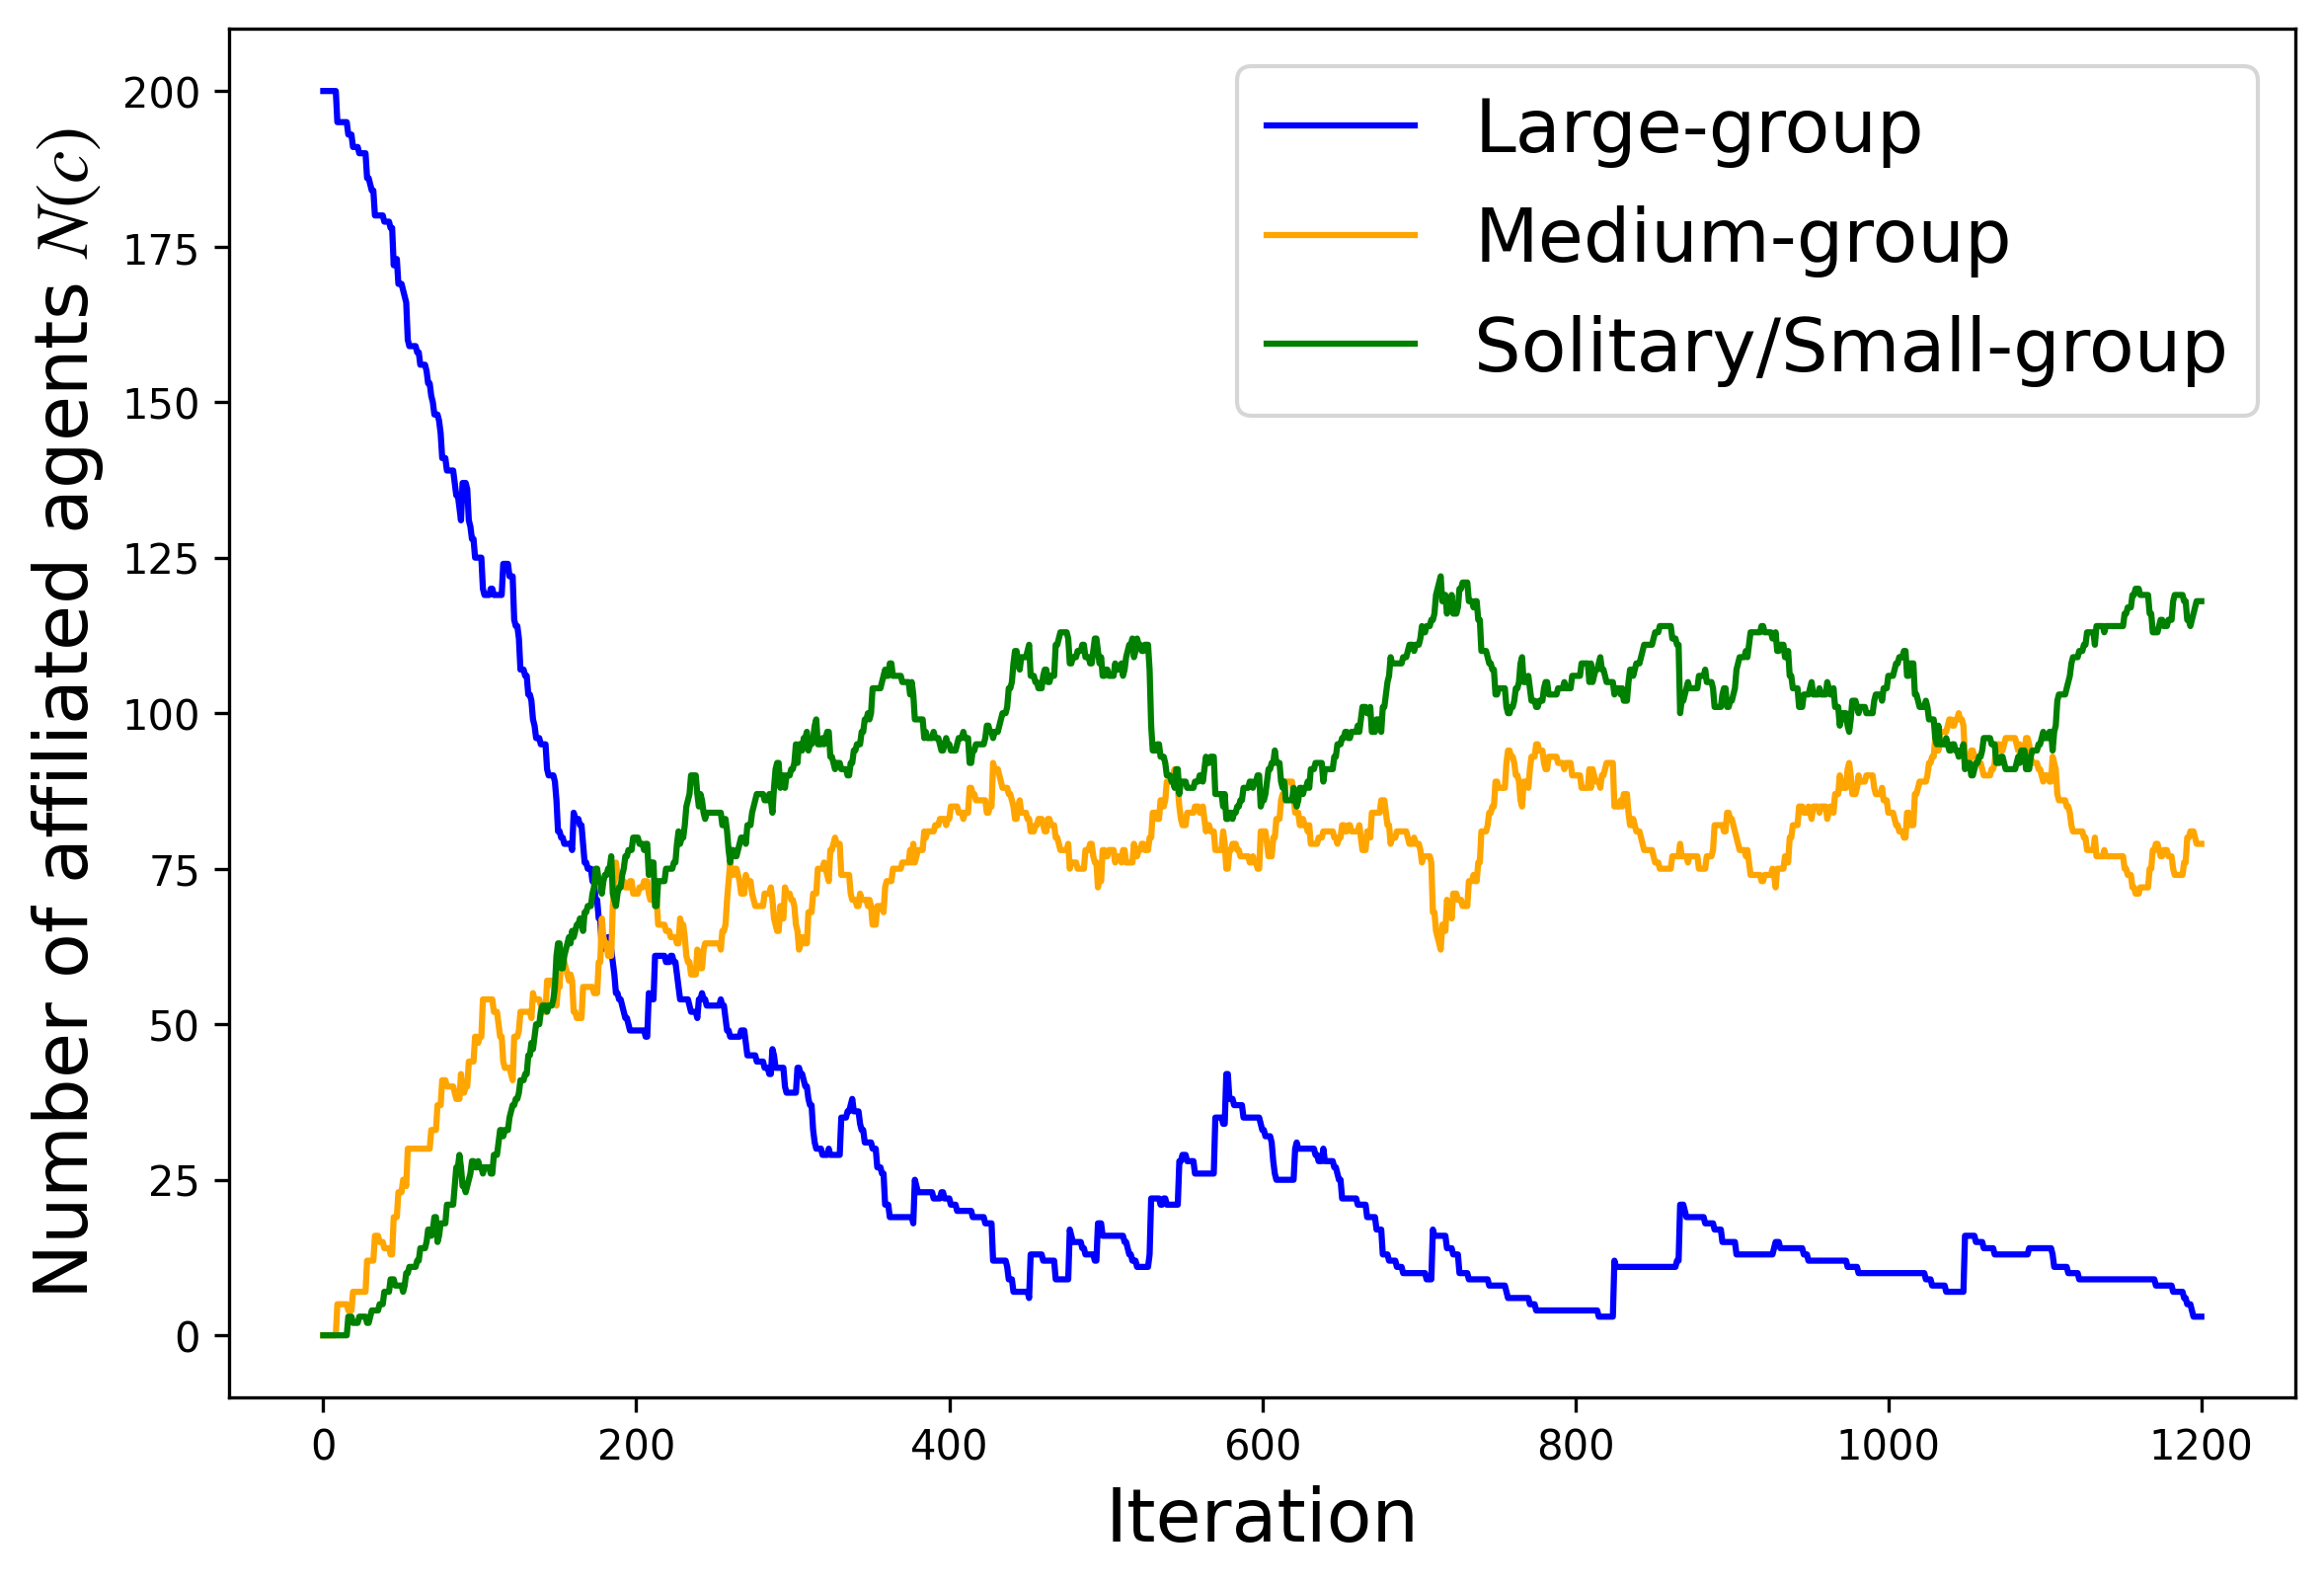 Number of affiliated agents N(c)
200
175
150
125
100
75
50
25
0
Large-group
Medium-group
Solitary/Small-group
0 200 400 600 800 1000 1200
Iteration